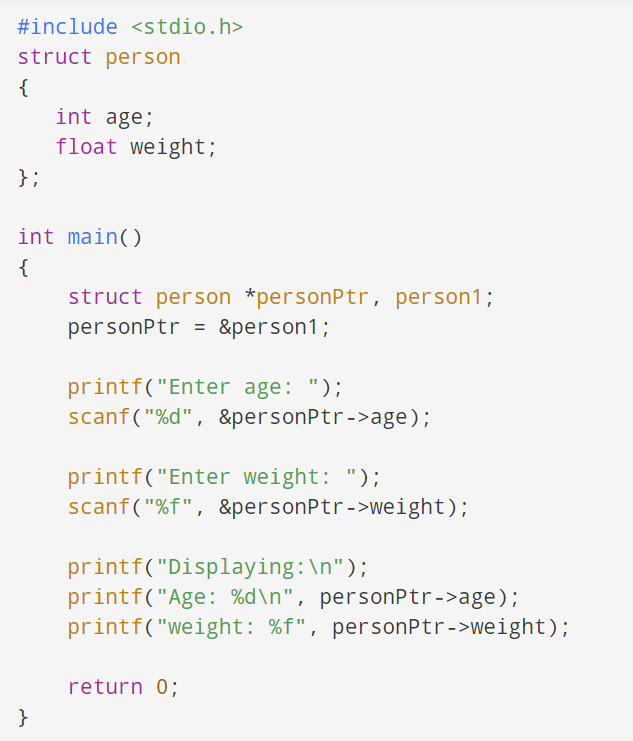 #include <stdio.h>
struct person
{
   int age;
   float weight;
};

int main()
{
    struct person *personPtr, person1;
    personPtr = &person1;

    printf("Enter age: ");
    scanf("%d", &personPtr->age);

    printf("Enter weight: ");
    scanf("%f", &personPtr->weight);

    printf("Displaying:\n");
    printf("Age: %d\n", personPtr->age);
    printf("weight: %f", personPtr->weight);

    return 0;
}